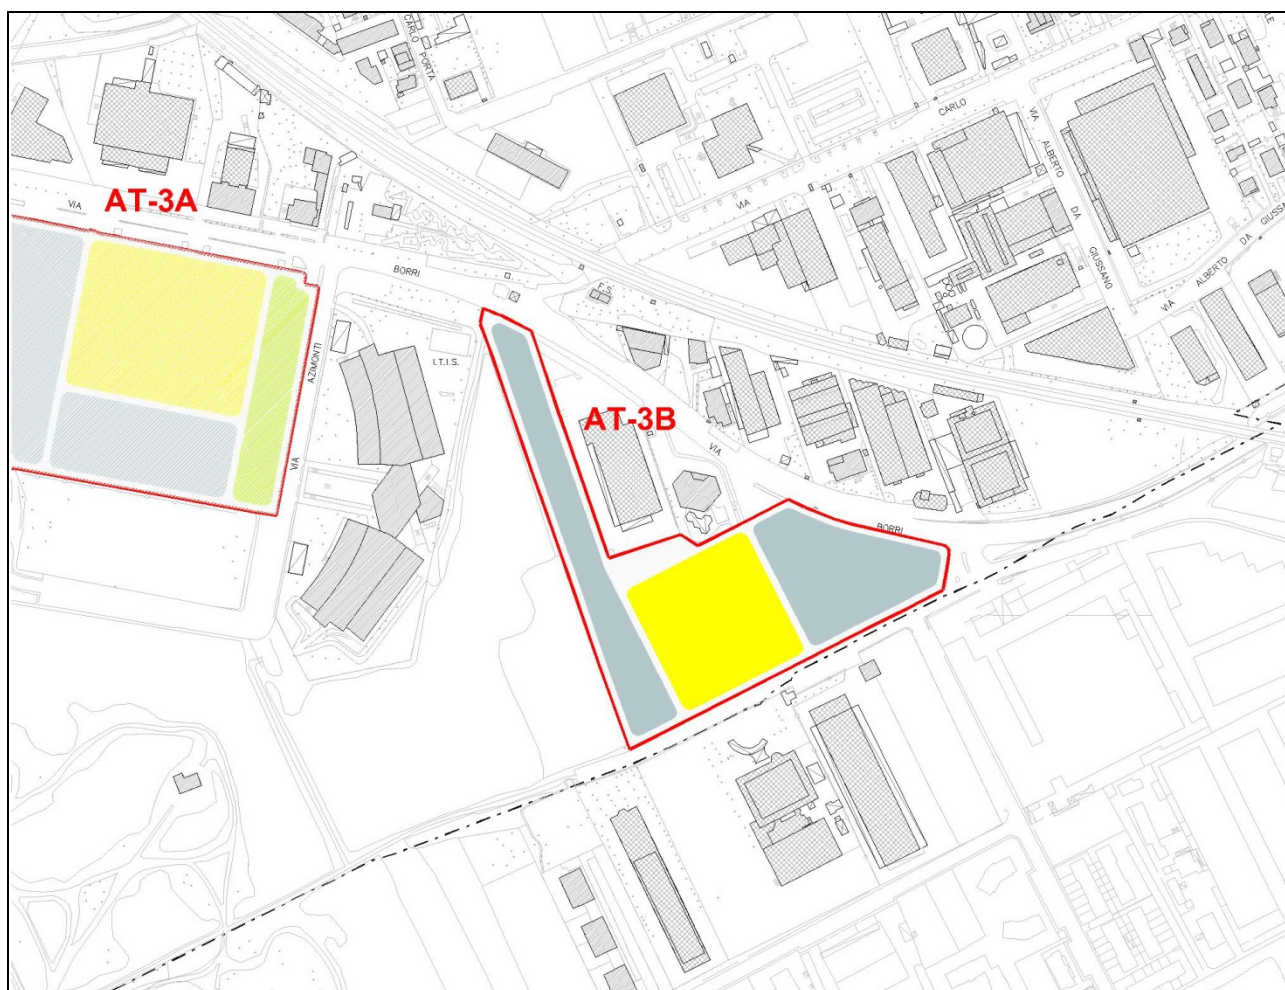 CARLO PORTA
CARLO
VIA
VIA
ALBERTO
DA
GIUSSANO
VIA ALBERTO
DA
AT-3A
VIA
BORRI
F.S.
AZIMONTI
VIA
I.T.I.S.
AT-3B
VIA
BORRI